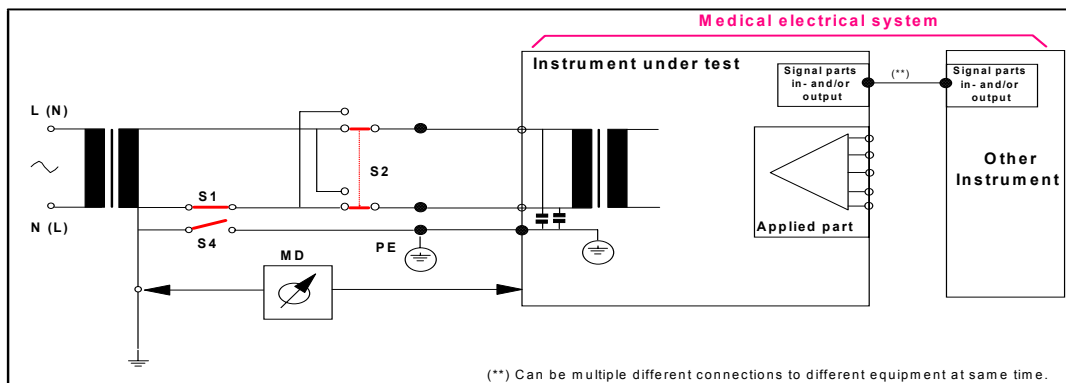 Medical electrical system
Instrument under test
Signal parts
in- and/or
output
(**)
Signal parts
in- and/or
output
L (N)
S2
Other
Instrument
S1
N (L)
S4
PE
Applied part
MD
(**) Can be multiple different connections to different equipment at same time.